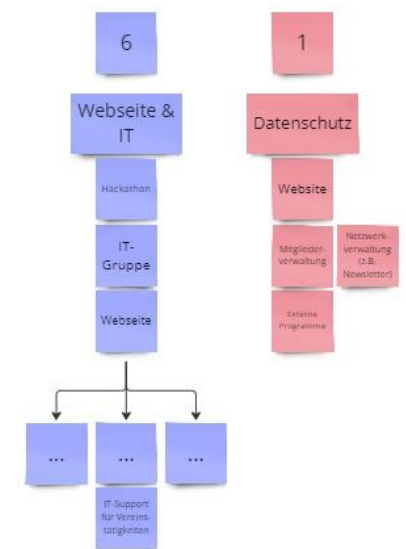 6
Webseite &
IT
Hackathon
IT-
Gruppe
Webseite
...
...
...
IT-Support
für Vereins-
tätigkeiten
1
Datenschutz
Website
Mitglieder-
verwaltung
Netzwerk-
verwaltung
(z.B.
Newsletter)
Externe
Programme